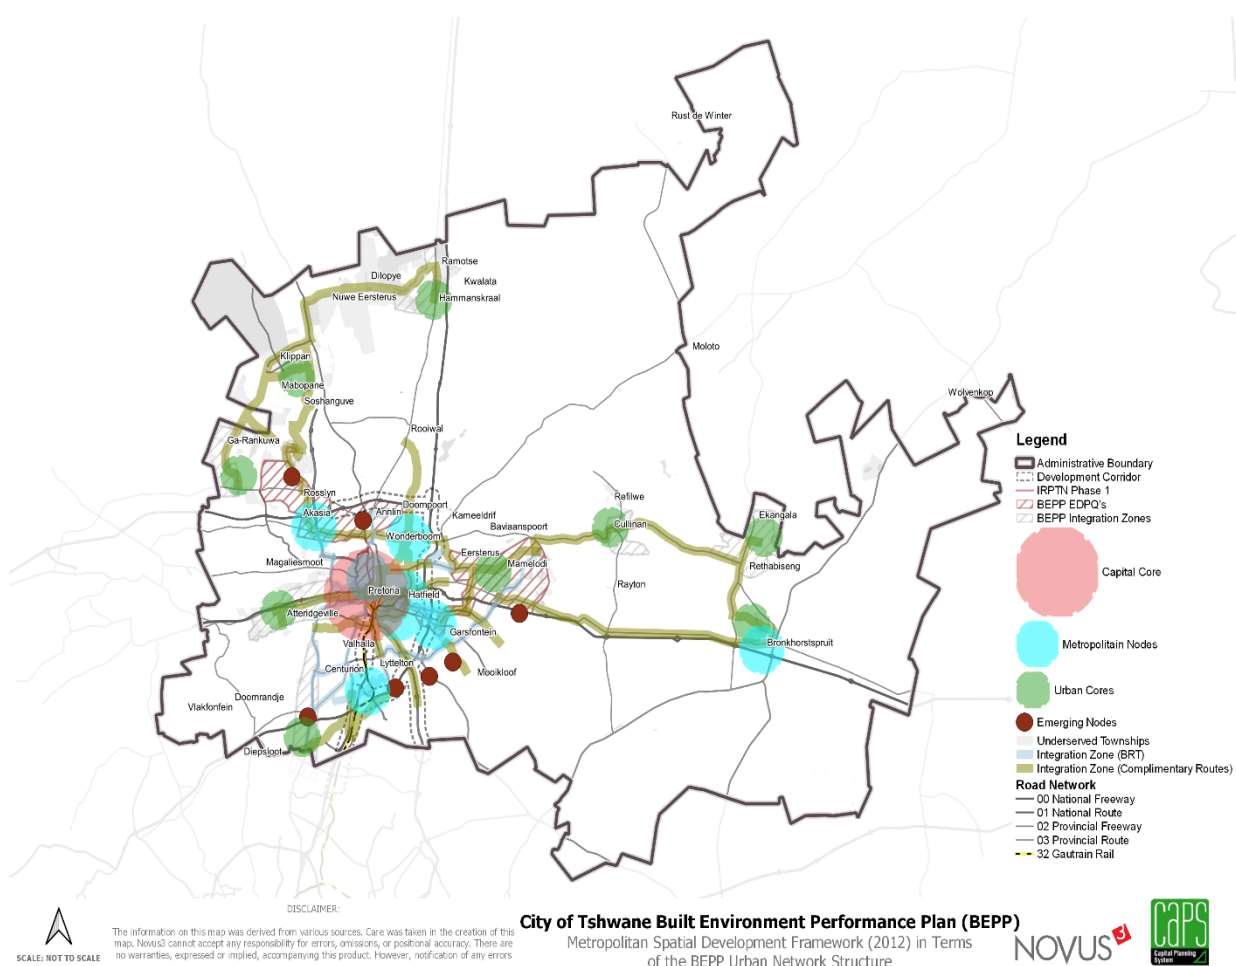 Rust de Winter
Ramotse
Dilopye
Kwalata
Nuwe Eersterus
Hammanskraal
Moloto
Klippan
Mabopane
Soshanguve
Wolvenkop
Rooiwal
Ga-Rankuwa
Rosslyn
Refilwe
Doompoort
Akasia
Annlin
Kameeldrif
Ekangala
Baviaanspoort
Cullinan
Wonderboom
Eersterus
Magaliesmoot
Mamelodi
Rethabiseng
Pretoria
Hatfield
Rayton
Atteridgeville
Garsfontein
Valhalla
Bronkhorstspruit
Lyttelton
Centurion
Mooikloof
Doornrandje
Vlakfonfein
Diepsloot
Legend
Administrative Boundary
Development Corridor
IRPTN Phase 1
BEPP EDPQ's
BEPP Integration Zones
Capital Core
Metropolitain Nodes
Urban Cores
Emerging Nodes
Underserved Townships
Integration Zone (BRT)
Integration Zone (Complimentary Routes)
Road Network
00 National Freeway
01 National Route
02 Provincial Freeway
03 Provincial Route
32 Gautrain Rail
SCALE: NOT TO SCALE
DISCLAIMER:
The information on this map was derived from various sources. Care was taken in the creation of this
map. Novus3 cannot accept any responsibility for errors, omissions, or positional accuracy. There are
no warranties, expressed or implied, accompanying this product. However, notification of any errors
City of Tshwane Built Environment Performance Plan (BEPP)
Metropolitan Spatial Development Framework (2012) in Terms
of the BEPP Urban Network Structure
NOVUS3
CAPS
Capital Planning
System